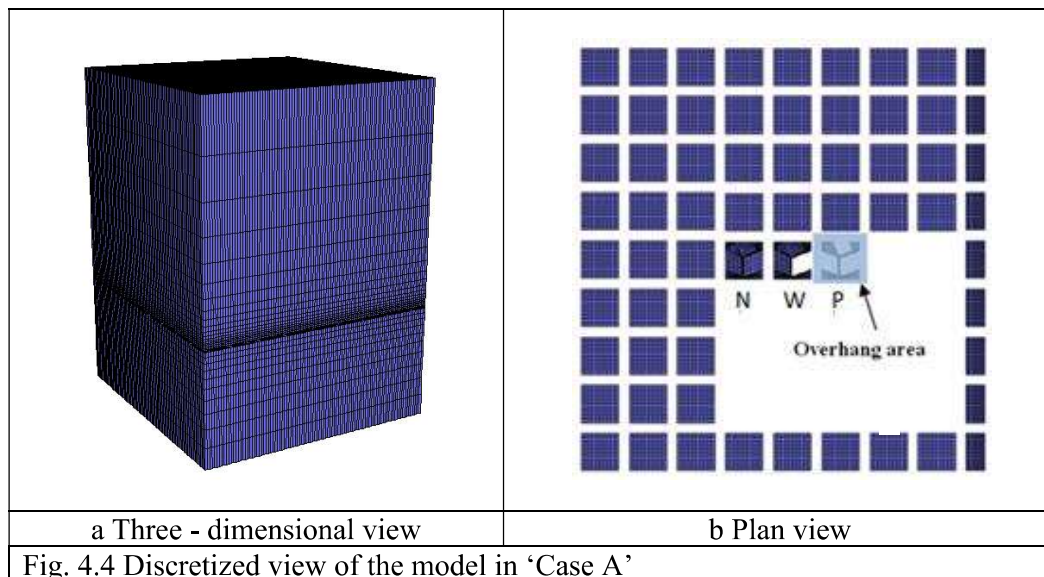 N W P
Overhang area
a Three - dimensional view
b Plan view
Fig. 4.4 Discretized view of the model in ‘Case A’